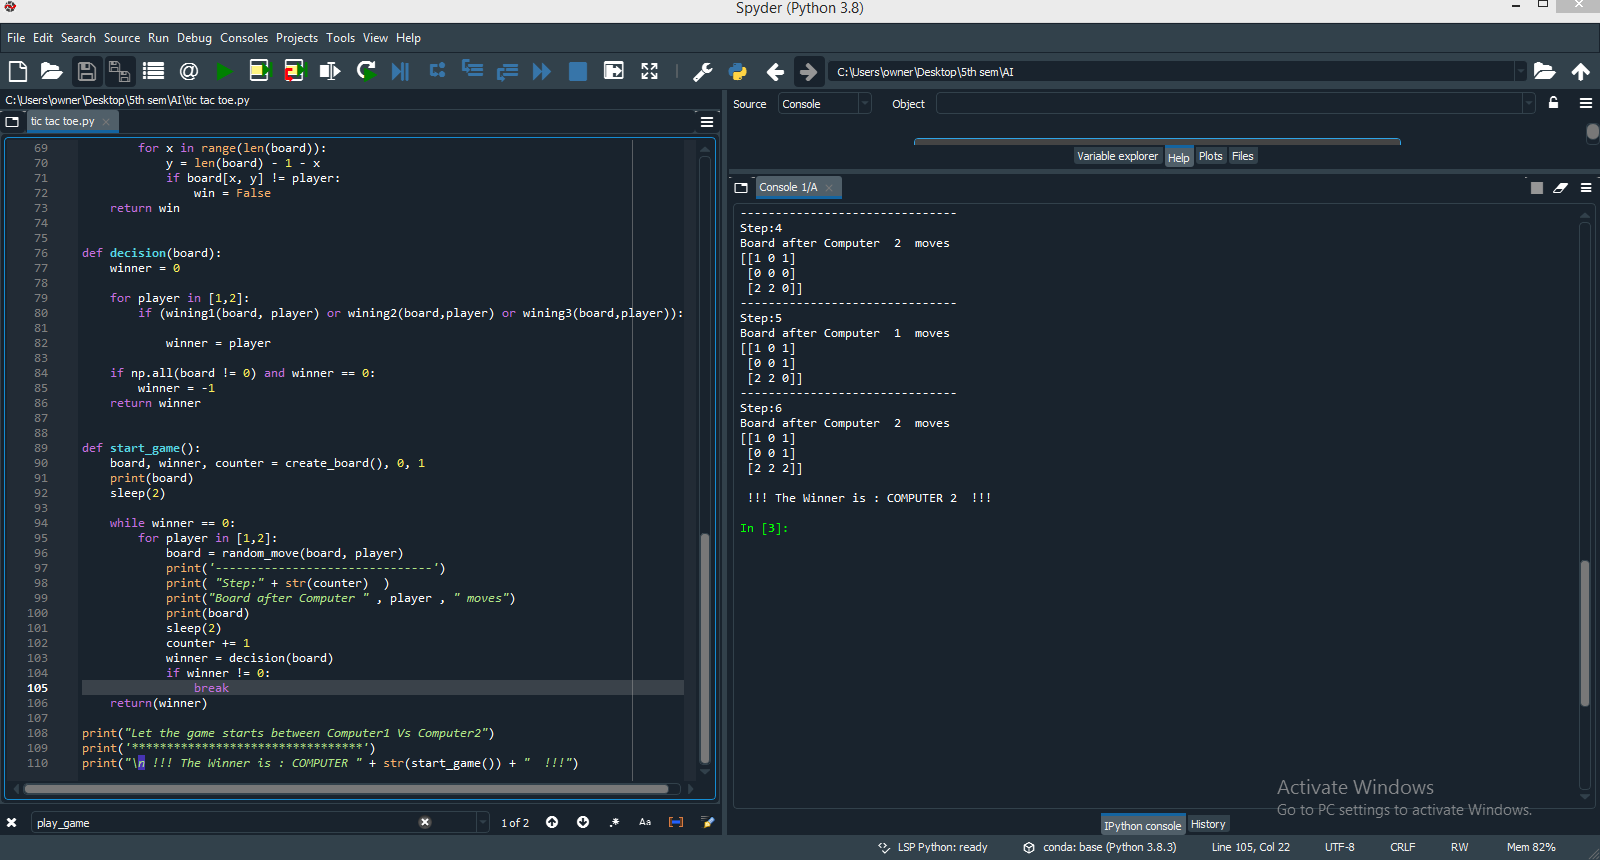 Spyder (Python 3.8)
File Edit Search Source Run Debug Consoles Projects Tools View Help
C:\Users\owner\Desktop\5th sem\AI
C:\Users\owner\Desktop\5th sem\AI\tic tac toe.py
tic tac toe.py
69 for x in range(len(board)):
70 y = len(board) - 1 - x
71 if board[x, y] != player:
72 win = False
73 return win
74
75
76 def decision(board):
77 winner = 0
78
79 for player in [1,2]:
80 if (wining1(board, player) or wining2(board,player) or wining3(board,player)):
81
82 winner = player
83
84 if np.all(board != 0) and winner == 0:
85 winner = -1
86 return winner
87
88
89 def start_game():
90 board, winner, counter = create_board(), 0, 1
91 print(board)
92 sleep(2)
93
94 while winner == 0:
95 for player in [1,2]:
96 board = random_move(board, player)
97 print('-------------------------------')
98 print( "Step:" + str(counter)  )
99 print("Board after Computer " , player , " moves")
100 print(board)
101 sleep(2)
102 counter += 1
103 winner = decision(board)
104 if winner != 0:
105 break
106 return(winner)
107
108 print("Let the game starts between Computer1 Vs Computer2")
109 print('*********************************')
110 print("\n !!! The Winner is : COMPUTER " + str(start_game()) + "  !!!")
play_game
1 of 2
Aa
Source Console Object
Variable explorer Help Plots Files
Console 1/A
-------------------------------
Step:4
Board after Computer  2  moves
[[1 0 1]
[0 0 0]
[2 2 0]]
-------------------------------
Step:5
Board after Computer  1  moves
[[1 0 1]
[0 0 1]
[2 2 0]]
-------------------------------
Step:6
Board after Computer  2  moves
[[1 0 1]
[0 0 1]
[2 2 2]]
!!! The Winner is : COMPUTER 2  !!!
In [3]:
Activate Windows
Go to PC settings to activate Windows.
IPython console History
LSP Python: ready conda: base (Python 3.8.3) Line 105, Col 22 UTF-8 CRLF RW Mem 82%